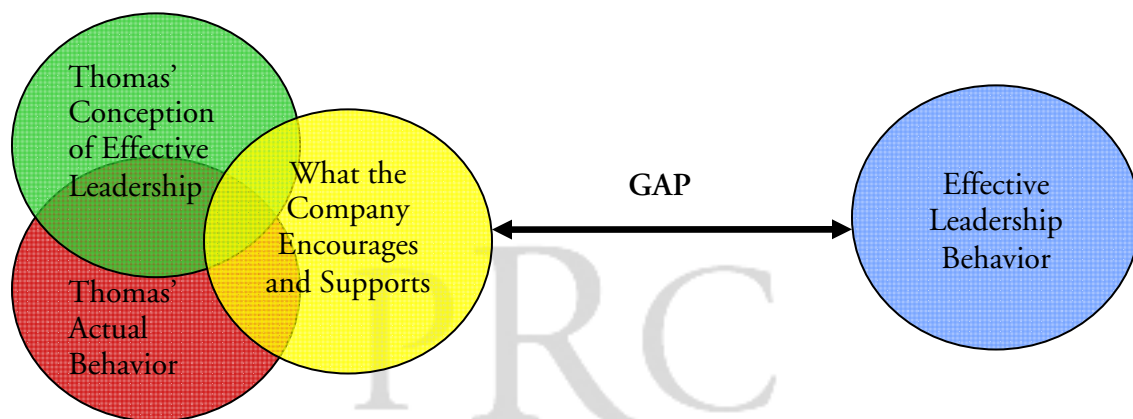 Thomas’
Conception
of Effective
Leadership
What the
Company
Encourages
and Supports
Thomas’
Actual
Behavior
GAP
Effective
Leadership
Behavior
PRC